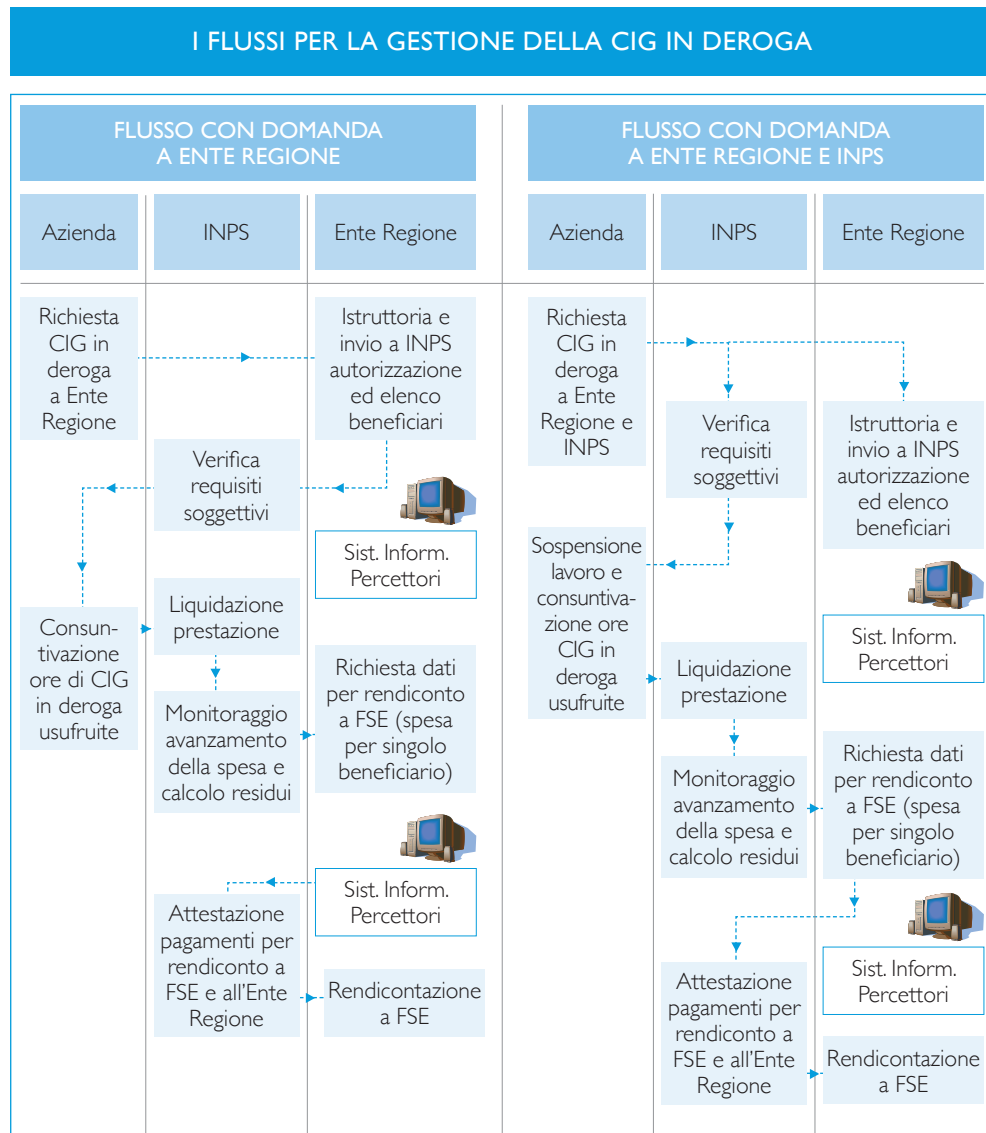 I FLUSSI PER LA GESTIONE DELLA CIG IN DEROGA
FLUSSO CON DOMANDA
A ENTE REGIONE
Azienda
INPS
Ente Regione
Richiesta
CIG in
deroga
a Ente
Regione
Istruttoria e
invio a INPS
autorizzazione
ed elenco
beneficiari
Verifica
requisiti
soggettivi
Sist. Inform.
Percettori
Consun-
tivazione
ore di CIG
in deroga
usufruite
Liquidazione
prestazione
Monitoraggio
avanzamento
della spesa e
calcolo residui
Richiesta dati
per rendiconto
a FSE (spesa
per singolo
beneficiario)
Sist. Inform.
Percettori
Attestazione
pagamenti per
rendiconto a
FSE e all'Ente
Regione
Rendicontazione
a FSE
FLUSSO CON DOMANDA
A ENTE REGIONE E INPS
Azienda
INPS
Ente Regione
Richiesta
CIG in
deroga
a Ente
Regione e
INPS
Verifica
requisiti
soggettivi
Istruttoria e
invio a INPS
autorizzazione
ed elenco
beneficiari
Sospensione
lavoro e
consuntiva-
zione ore
CIG in
deroga
usufruite
Sist. Inform.
Percettori
Liquidazione
prestazione
Monitoraggio
avanzamento
della spesa e
calcolo residui
Richiesta dati
per rendiconto
a FSE (spesa
per singolo
beneficiario)
Sist. Inform.
Percettori
Attestazione
pagamenti per
rendiconto a
FSE e all'Ente
Regione
Rendicontazione
a FSE